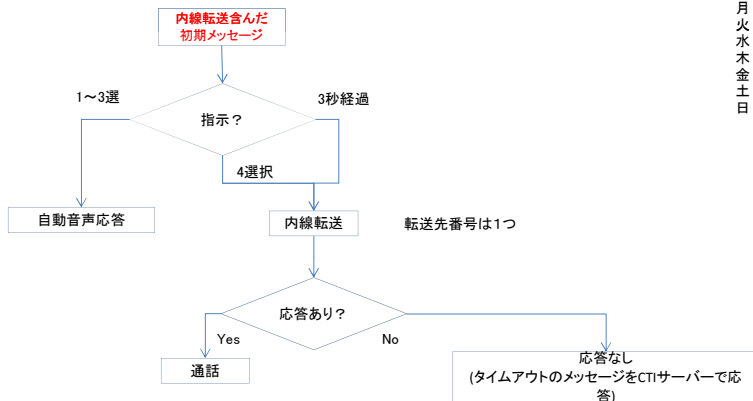 内線転送含んだ
初期メッセージ
1～3選
3秒経過
指示？
4選択
自動音声応答
内線転送
転送先番号は１つ
応答あり？
Yes
No
通話
応答なし
(タイムアウトのメッセージをCTIサーバーで応
答)
月
火
水
木
金
土
日